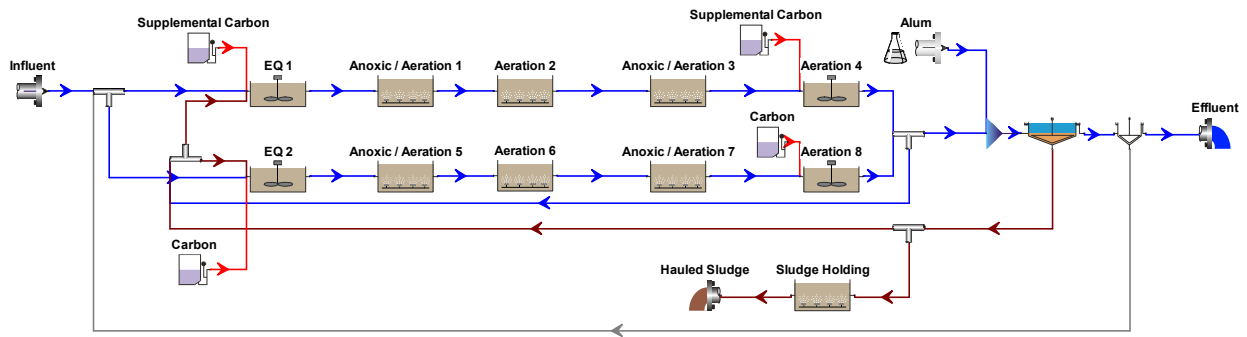 Supplemental Carbon
Supplemental Carbon
Alum
Influent
EQ 1
Anoxic / Aeration 1
Aeration 2
Anoxic / Aeration 3
Aeration 4
Effluent
Carbon
EQ 2
Anoxic / Aeration 5
Aeration 6
Anoxic / Aeration 7
Aeration 8
Carbon
Hauled Sludge
Sludge Holding